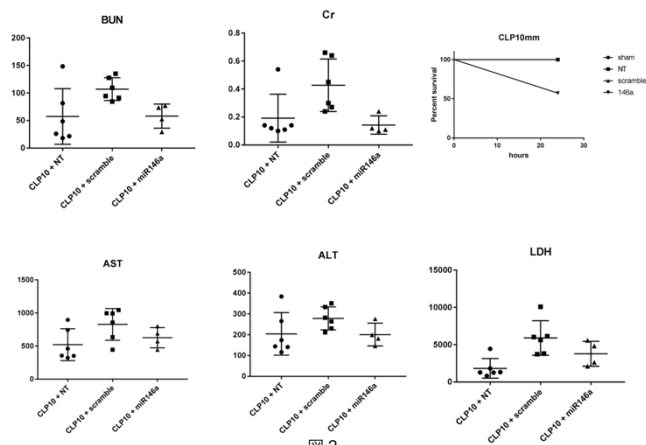 BUN
150
100
50
0
CLP10 + NT
CLP10 + scramble
CLP10 + miR146a
Cr
0.8
0.6
0.4
0.2
0.0
CLP10 + NT
CLP10 + scramble
CLP10 + miR146a
CLP10mm
Percent survival
100
50
0
0
10
20
30
hours
sham
NT
scramble
146a
AST
1500
1000
500
0
CLP10 + NT
CLP10 + scramble
CLP10 + miR146a
ALT
500
400
300
200
100
0
CLP10 + NT
CLP10 + scramble
CLP10 + miR146a
LDH
15000
10000
5000
0
CLP10 + NT
CLP10 + scramble
CLP10 + miR146a